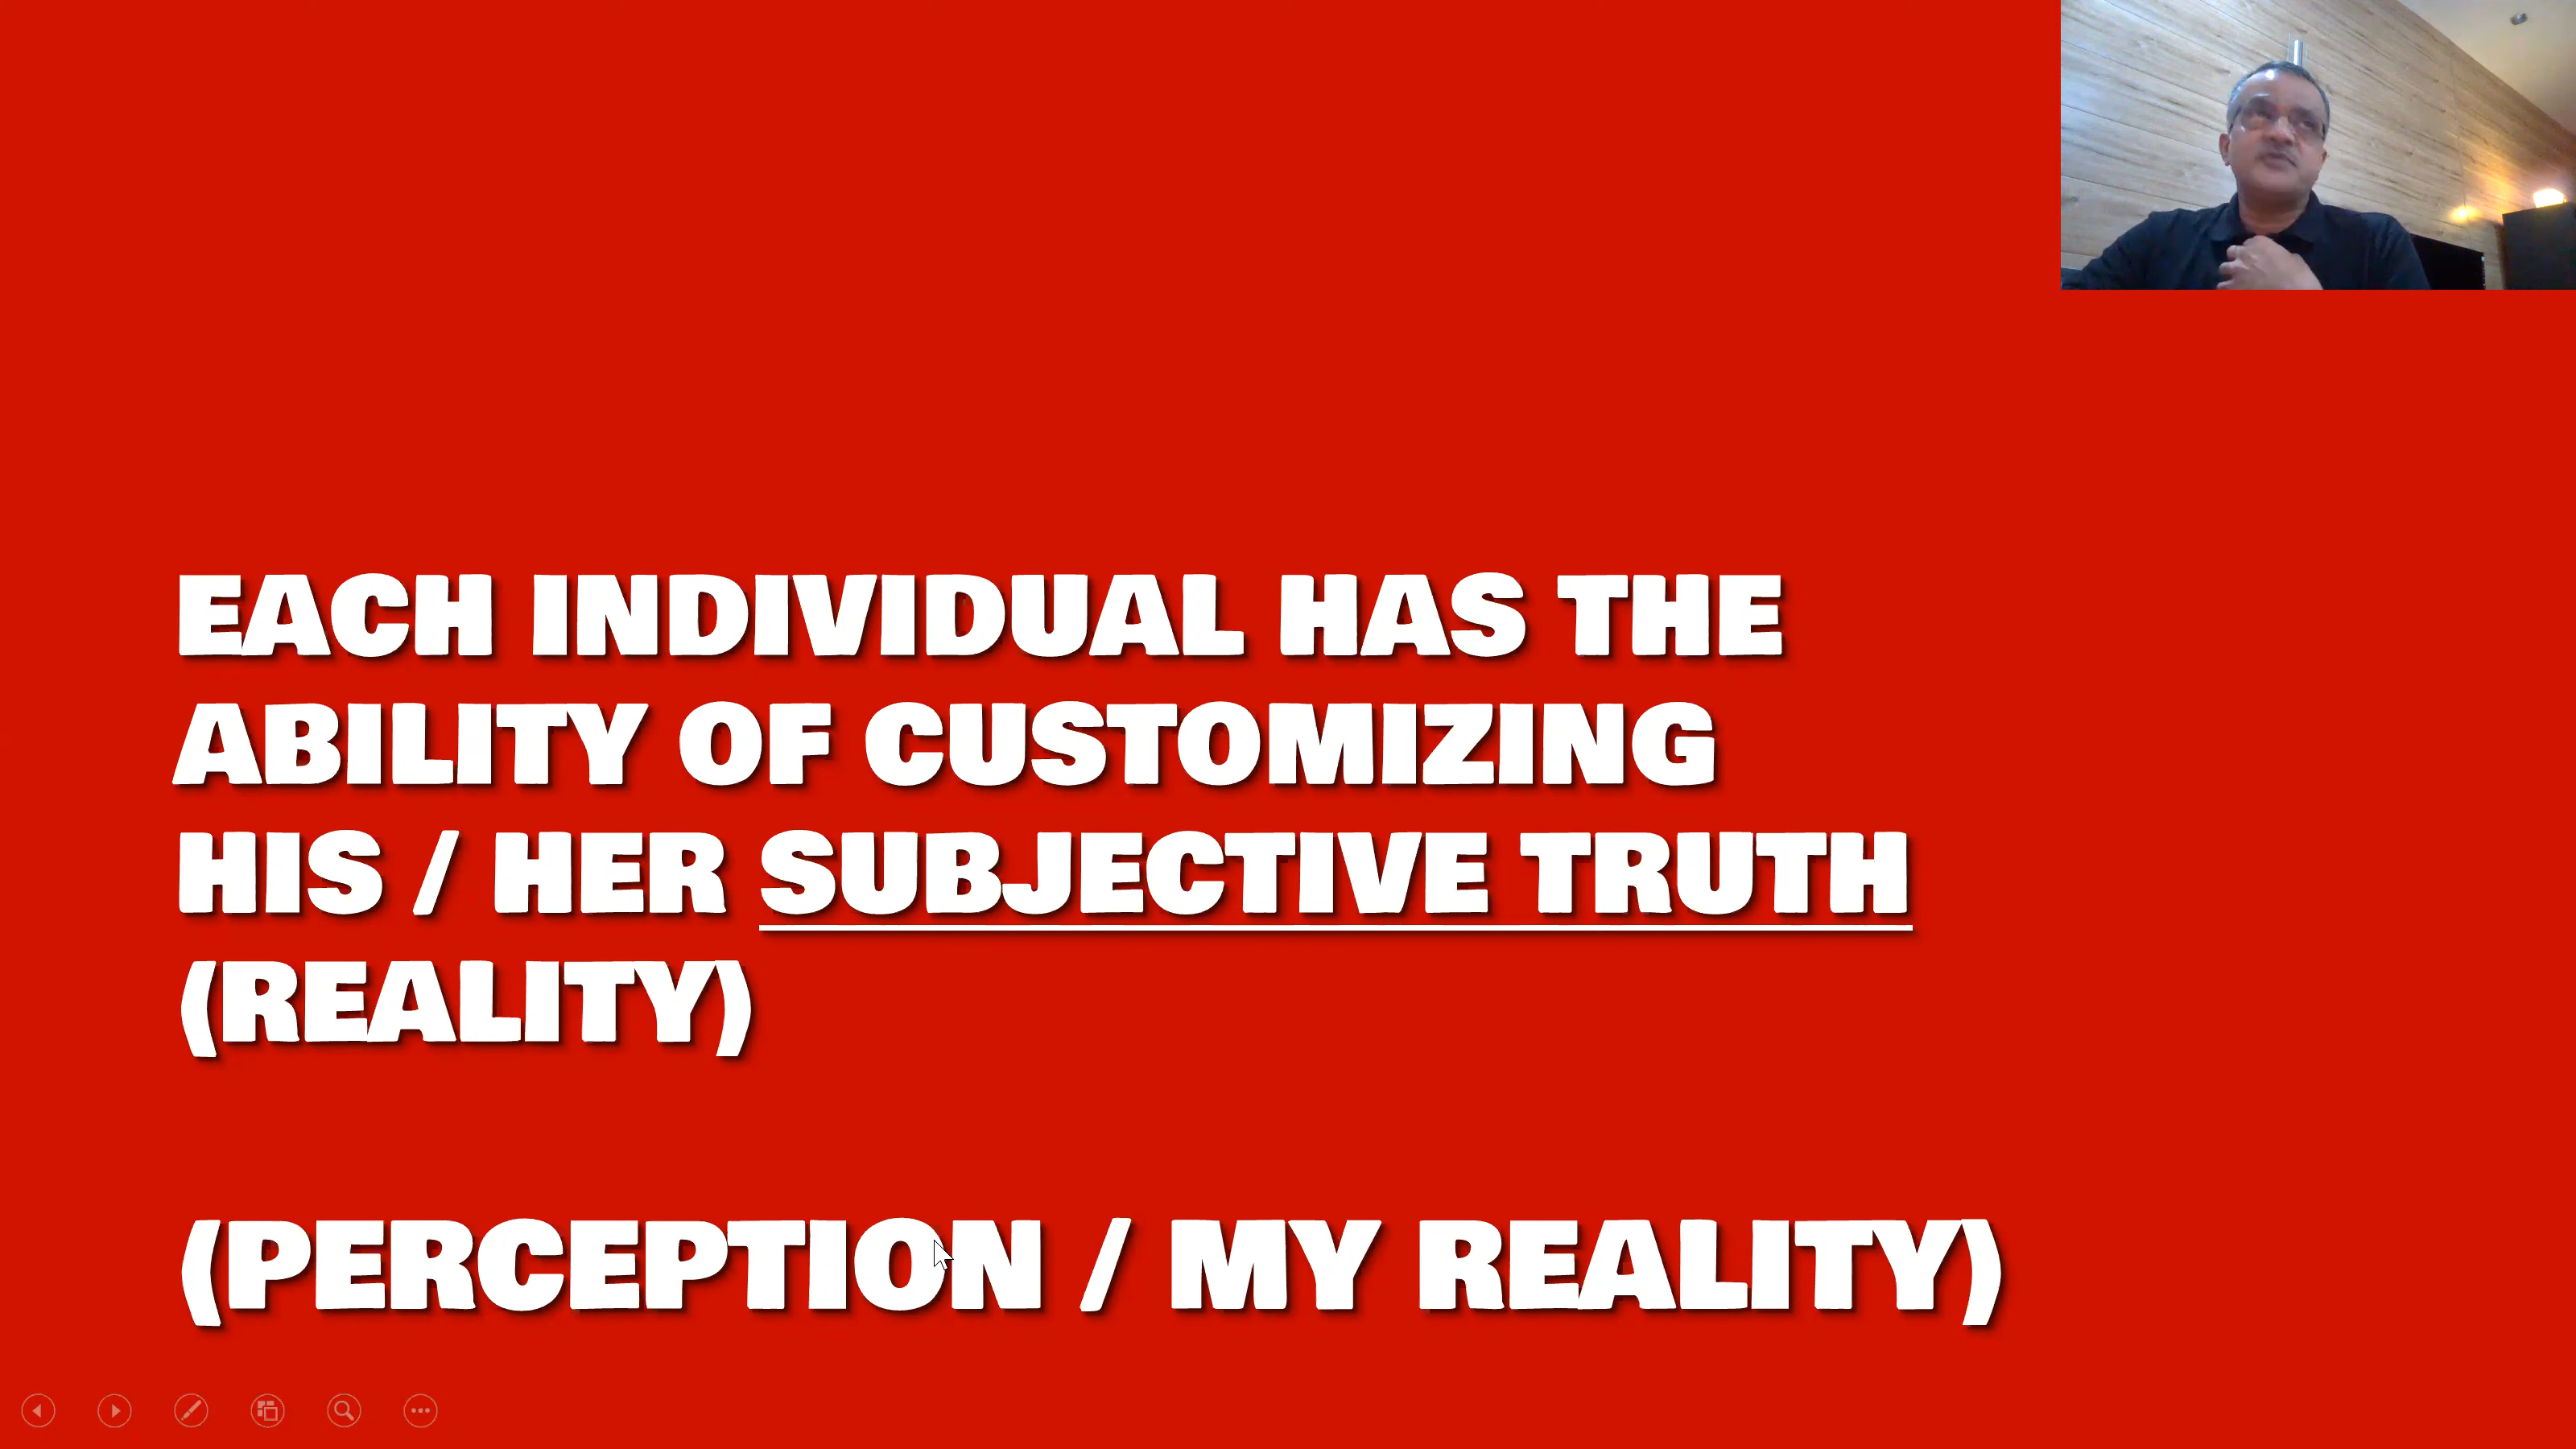 EACH INDIVIDUAL HAS THE
ABILITY OF CUSTOMIZING
HIS / HER SUBJECTIVE TRUTH
(REALITY)
(PERCEPTION / MY REALITY)